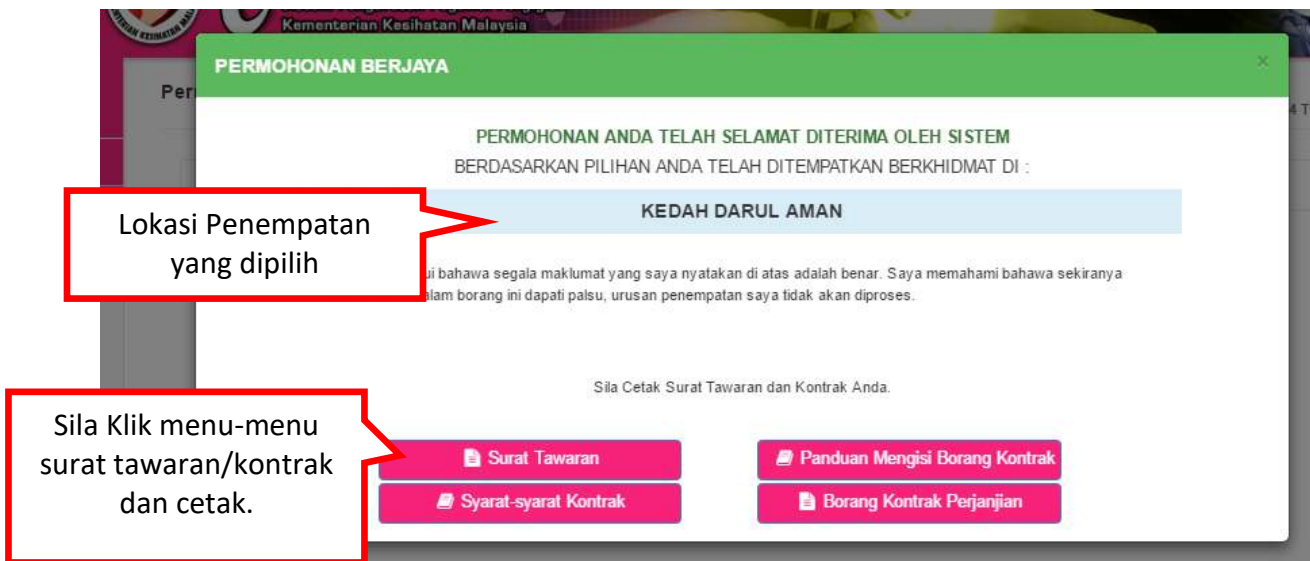 Kementerian Kesihatan Malaysia
PERMOHONAN BERJAYA
×
Per
4 T
PERMOHONAN ANDA TELAH SELAMAT DITERIMA OLEH SISTEM
BERDASARKAN PILIHAN ANDA TELAH DITEMPATKAN BERKHIDMAT DI :
KEDAH DARUL AMAN
Lokasi Penempatan
yang dipilih
ui bahawa segala maklumat yang saya nyatakan di atas adalah benar. Saya memahami bahawa sekiranya
alam borang ini dapati palsu, urusan penempatan saya tidak akan diproses.
Sila Cetak Surat Tawaran dan Kontrak Anda.
Sila Klik menu-menu
surat tawaran/kontrak
dan cetak.
Surat Tawaran
Panduan Mengisi Borang Kontrak
Syarat-syarat Kontrak
Borang Kontrak Perjanjian